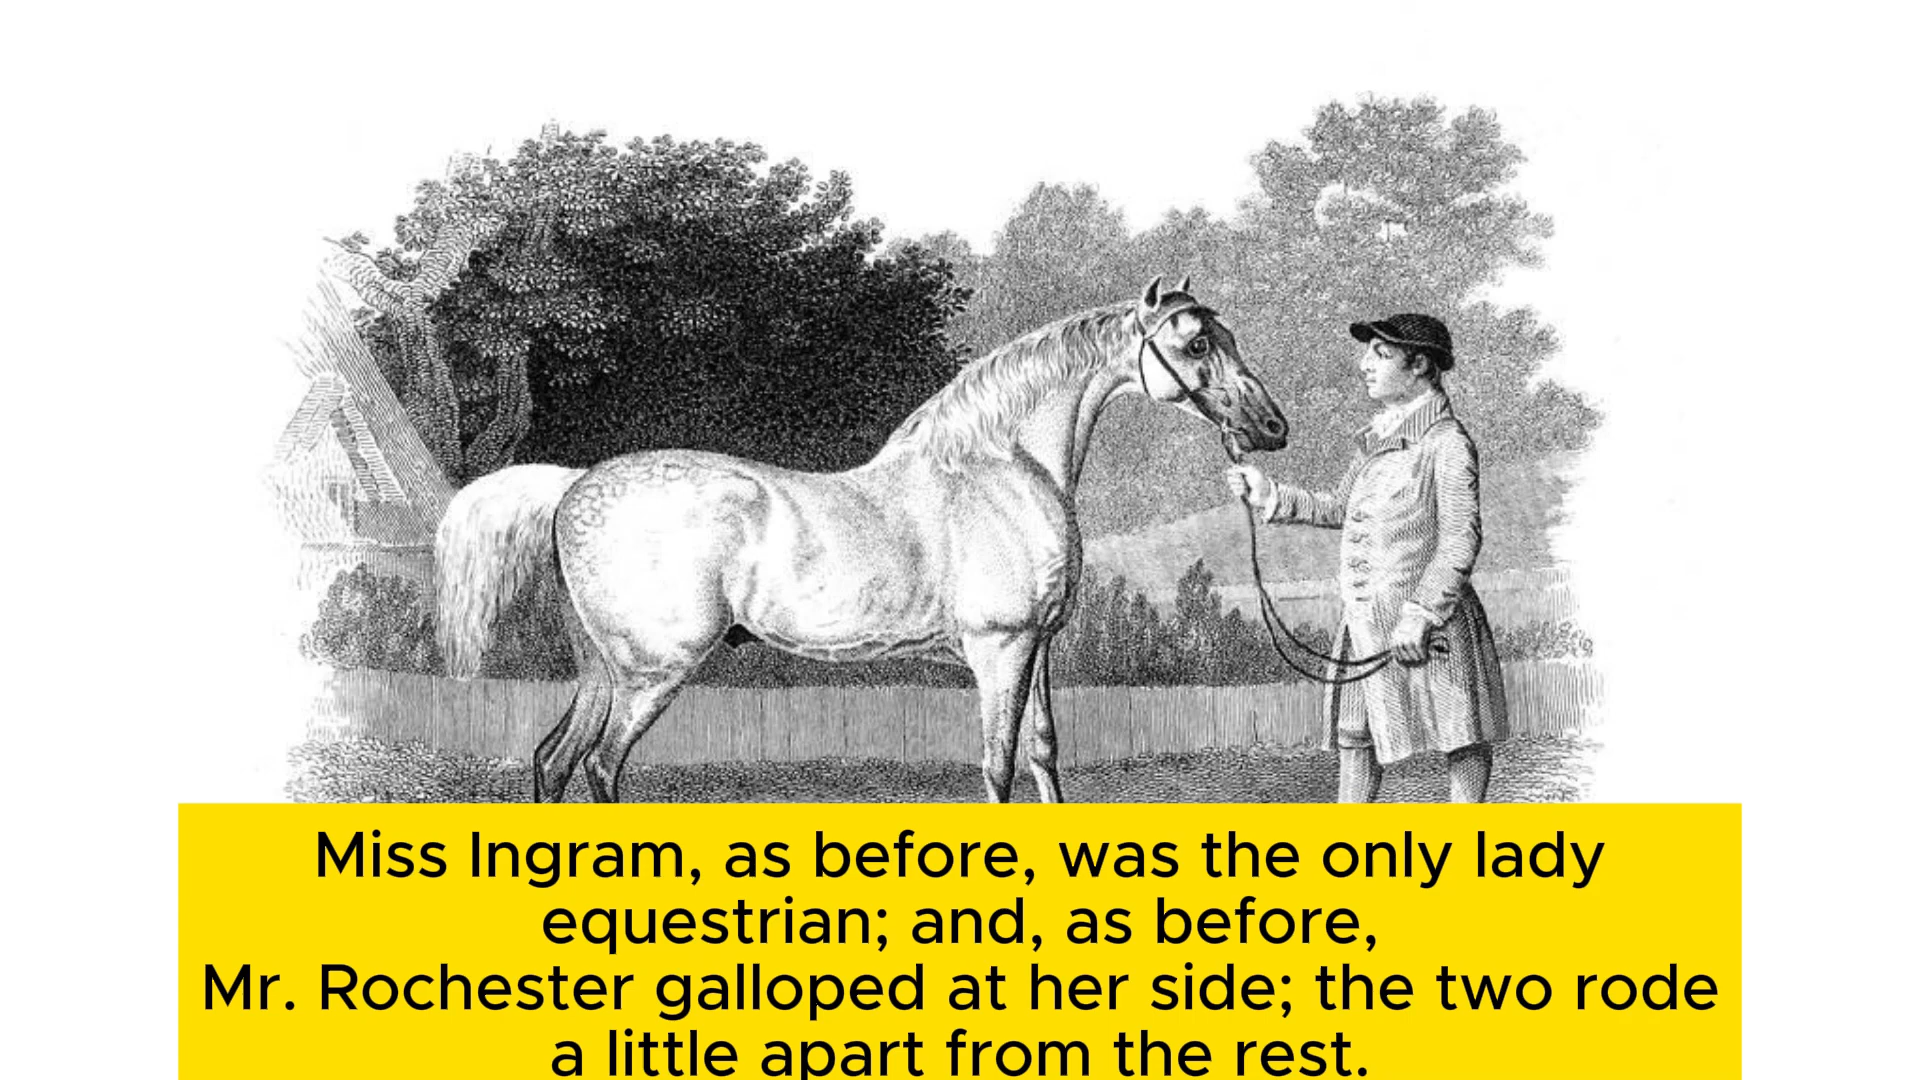 Miss Ingram, as before, was the only lady
equestrian; and, as before,
Mr. Rochester galloped at her side; the two rode
a little apart from the rest.